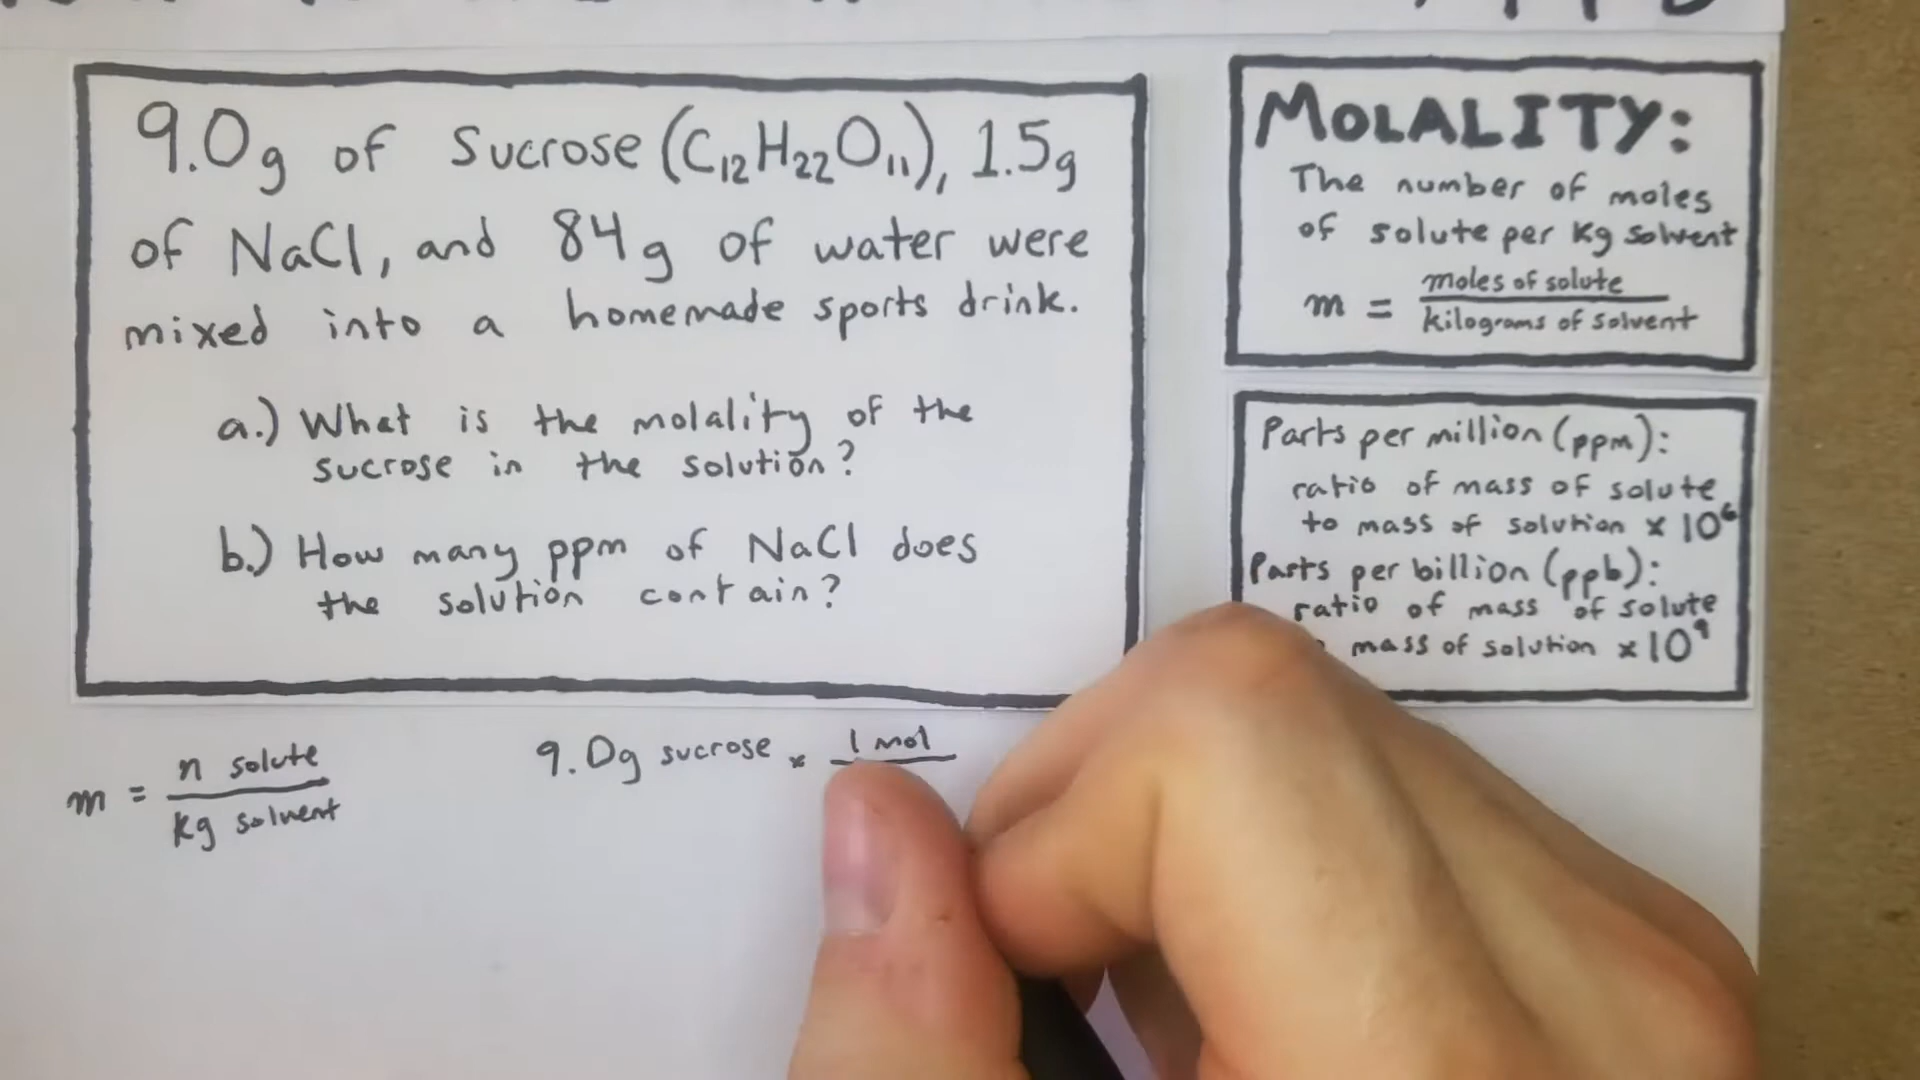 9.0g of Sucrose (C₁₂H₂₂O₁₁), 1.5g
of NaCl, and 84g of water were
mixed into a homemade sports drink.
a.) What is the molality of the
sucrose in the solution?
b.) How many ppm of NaCl does
the solution contain?
MOLALITY:
The number of moles
of solute per kg solvent
m = moles of solute
kilograms of solvent
Parts per million (ppm):
ratio of mass of solute
to mass of solution x 10⁶
Parts per billion (ppb):
ratio of mass of solute
mass of solution x 10⁹
m = n solute
kg solvent
9.0g sucrose x 1 mol